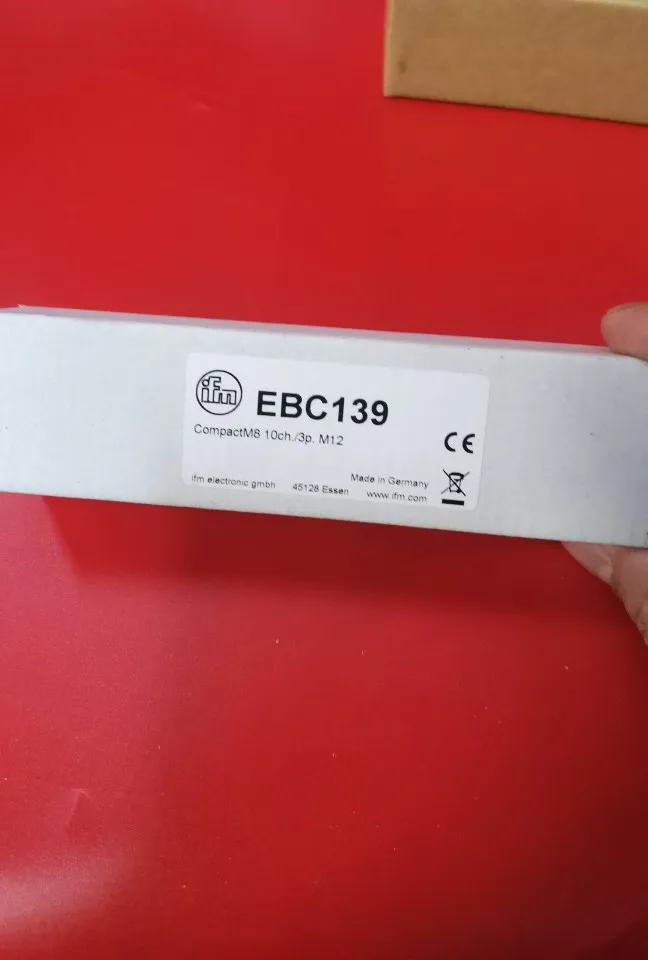 ifm
EBC139
CompactM8 10ch./3p. M12
CE
Made in Germany
ifm electronic gmbh 45128 Essen www.ifm.com